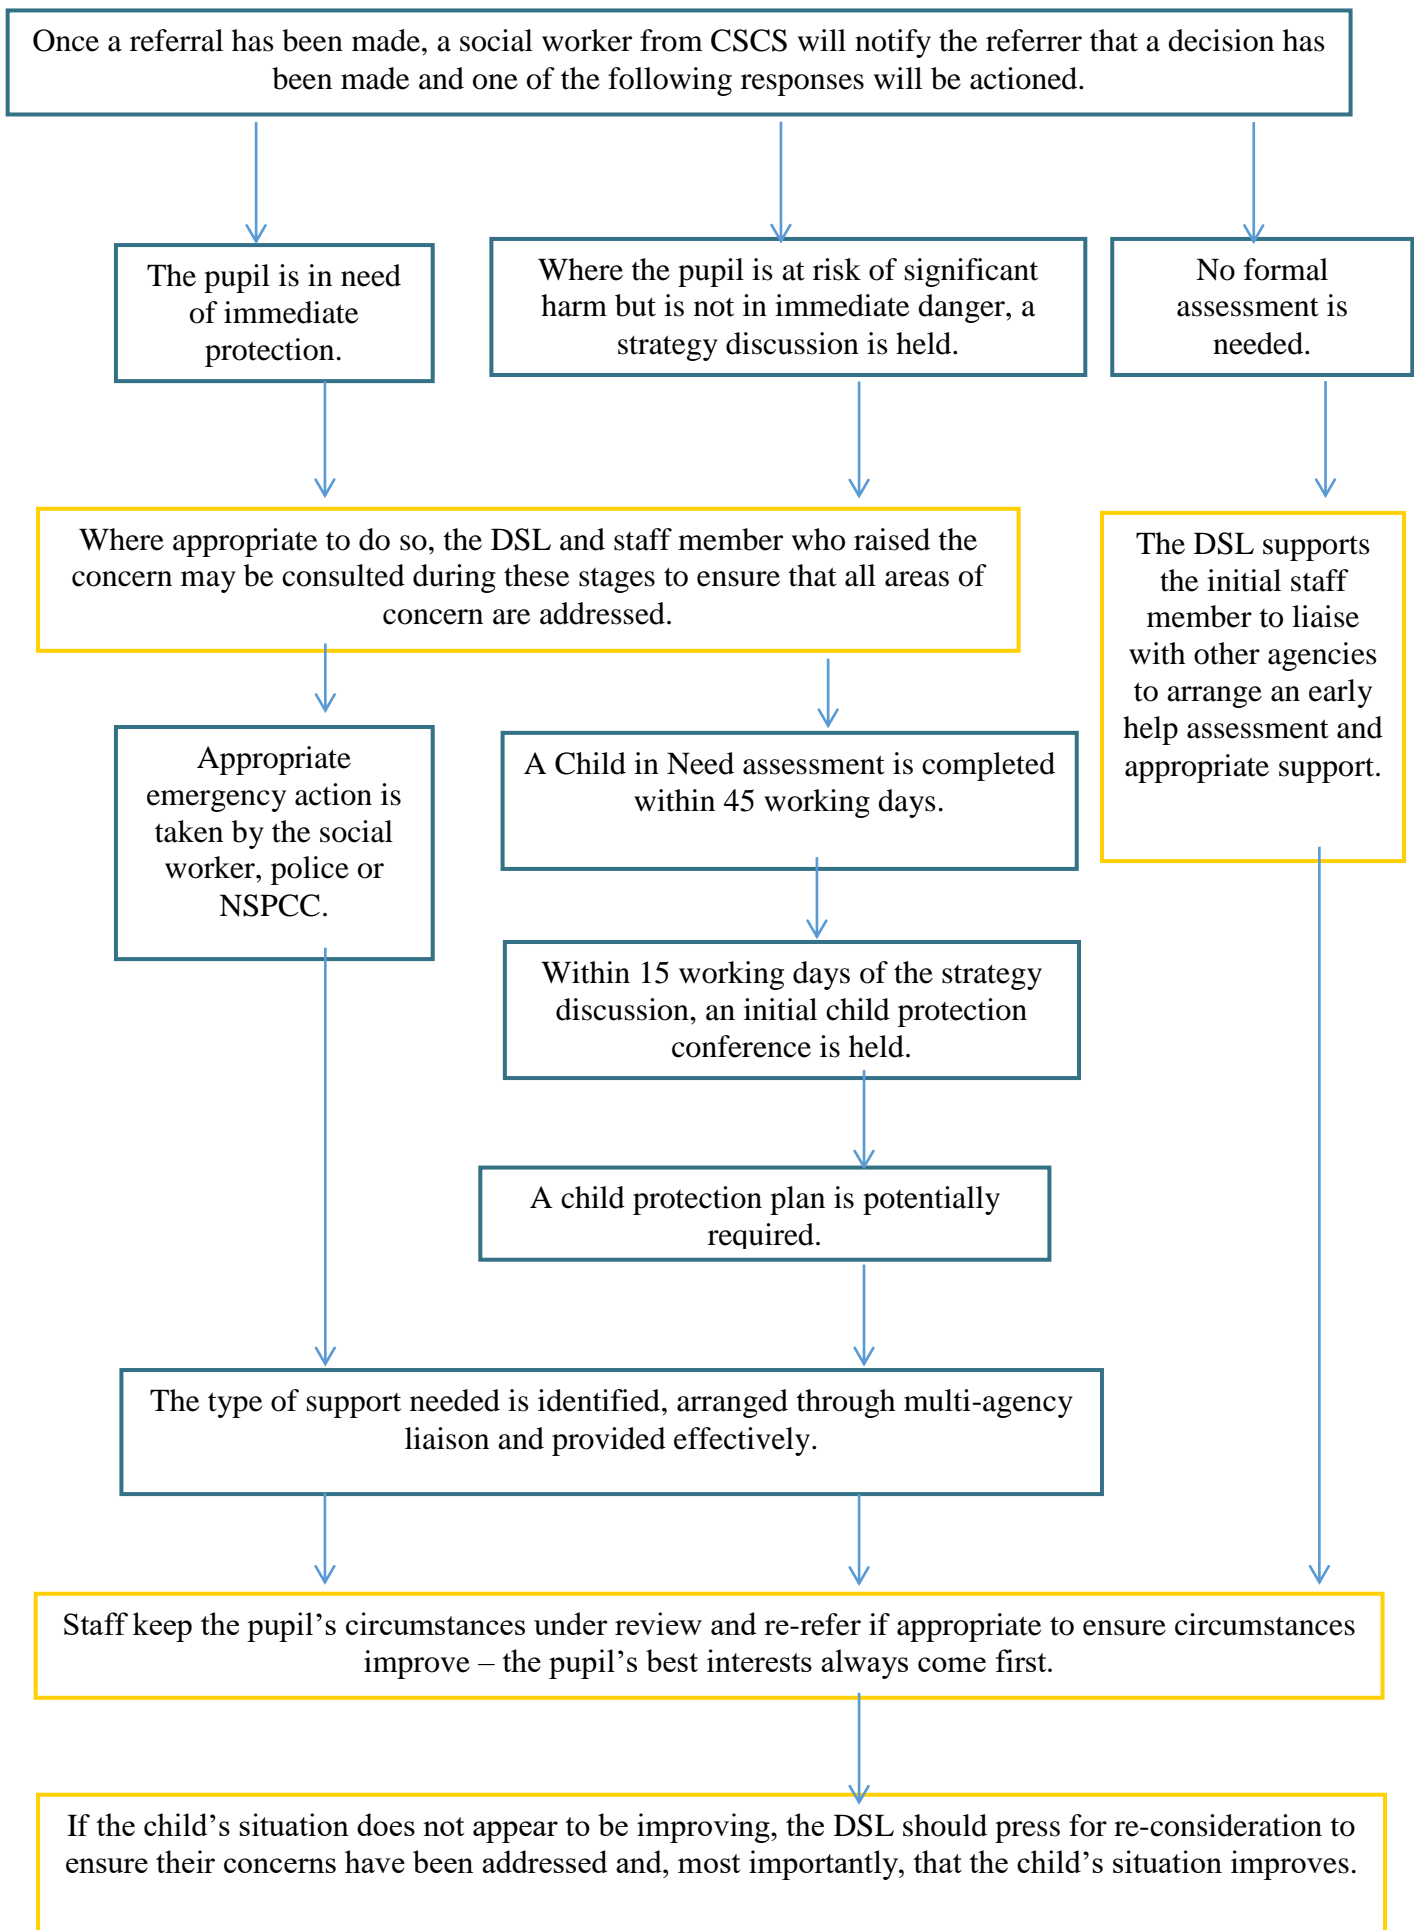 Once a referral has been made, a social worker from CSCS will notify the referrer that a decision has
been made and one of the following responses will be actioned.
The pupil is in need
of immediate
protection.
Where the pupil is at risk of significant
harm but is not in immediate danger, a
strategy discussion is held.
No formal
assessment is
needed.
Where appropriate to do so, the DSL and staff member who raised the
concern may be consulted during these stages to ensure that all areas of
concern are addressed.
The DSL supports
the initial staff
member to liaise
with other agencies
to arrange an early
help assessment and
appropriate support.
Appropriate
emergency action is
taken by the social
worker, police or
NSPCC.
A Child in Need assessment is completed
within 45 working days.
Within 15 working days of the strategy
discussion, an initial child protection
conference is held.
A child protection plan is potentially
required.
The type of support needed is identified, arranged through multi-agency
liaison and provided effectively.
Staff keep the pupil’s circumstances under review and re-refer if appropriate to ensure circumstances
improve – the pupil’s best interests always come first.
If the child’s situation does not appear to be improving, the DSL should press for re-consideration to
ensure their concerns have been addressed and, most importantly, that the child’s situation improves.